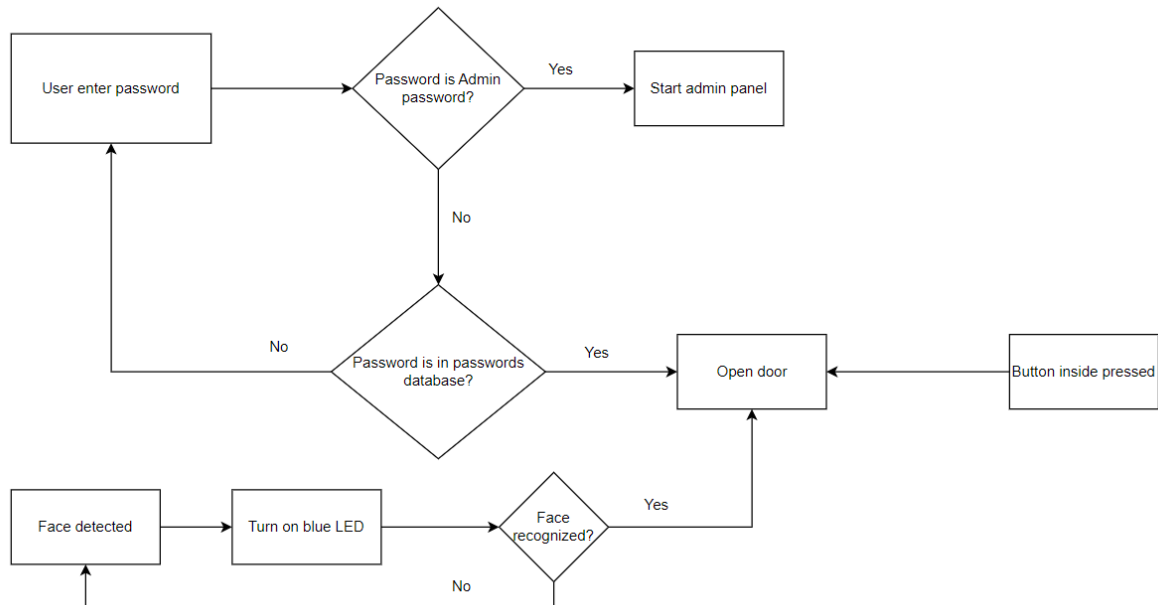 User enter password
Password is Admin
password?
Yes
Start admin panel
No
No
Password is in passwords
database?
Yes
Open door
Button inside pressed
Face detected
Turn on blue LED
Face
recognized?
Yes
No